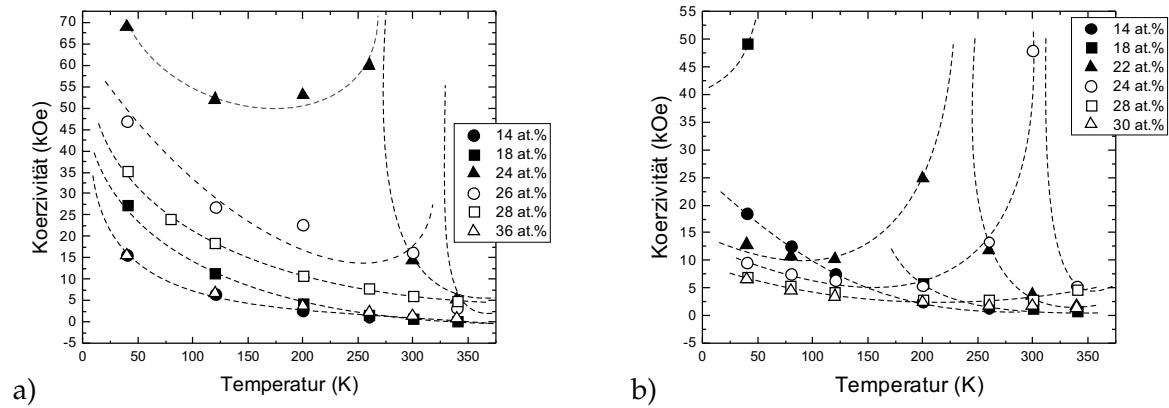 a)
Koerzivität (kOe)
70
65
60
55
50
45
40
35
30
25
20
15
10
5
0
-5
0 50 100 150 200 250 300 350
Temperatur (K)
14 at.%
18 at.%
24 at.%
26 at.%
28 at.%
36 at.%
b)
Koerzivität (kOe)
55
50
45
40
35
30
25
20
15
10
5
0
-5
0 50 100 150 200 250 300 350
Temperatur (K)
14 at.%
18 at.%
22 at.%
24 at.%
28 at.%
30 at.%